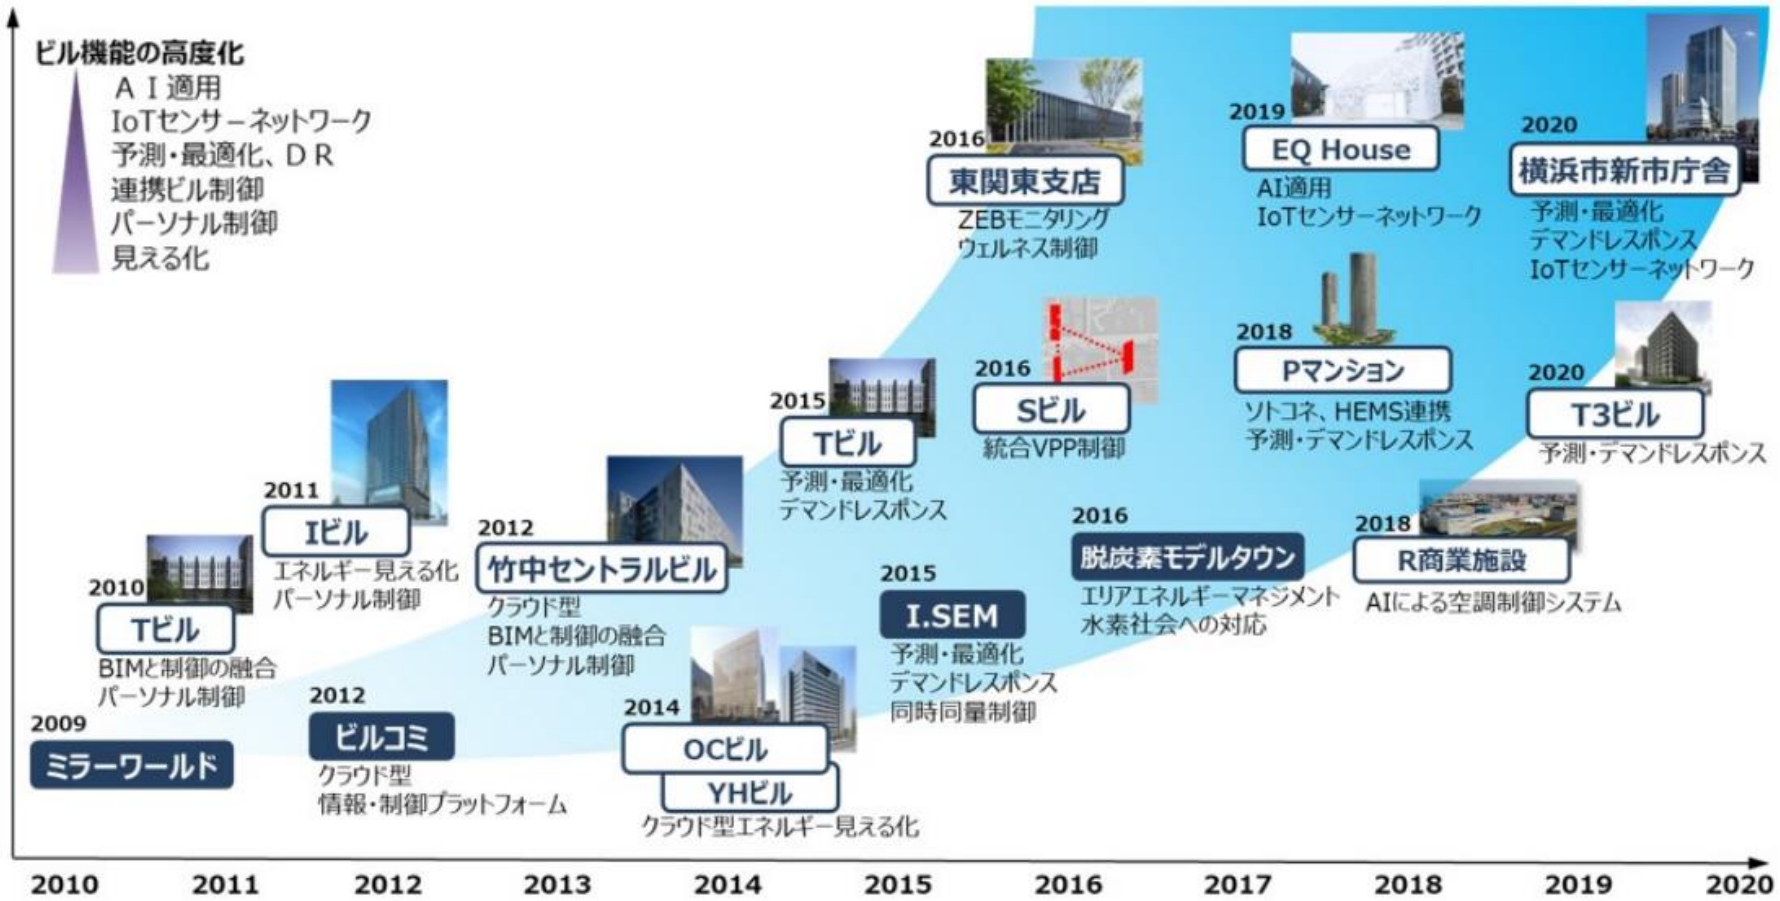 ビル機能の高度化
ＡＩ適用
IoTセンサーネットワーク
予測・最適化、ＤＲ
連携ビル制御
パーソナル制御
見える化
2009
ミラーワールド
2010
Tビル
BIMと制御の融合
パーソナル制御
2011
Iビル
エネルギー見える化
パーソナル制御
2012
ビルコミ
クラウド型
情報・制御プラットフォーム
2012
竹中セントラルビル
クラウド型
BIMと制御の融合
パーソナル制御
2014
OCビル
YHビル
クラウド型エネルギー見える化
2015
Tビル
予測・最適化
デマンドレスポンス
2015
I.SEM
予測・最適化
デマンドレスポンス
同時同量制御
2016
東関東支店
ZEBモニタリング
ウェルネス制御
2016
Sビル
統合VPP制御
2016
脱炭素モデルタウン
エリアエネルギーマネジメント
水素社会への対応
2019
EQ House
AI適用
IoTセンサーネットワーク
2018
Pマンション
ソトコネ、HEMS連携
予測・デマンドレスポンス
2018
R商業施設
AIによる空調制御システム
2020
横浜市新市庁舎
予測・最適化
デマンドレスポンス
IoTセンサーネットワーク
2020
T3ビル
予測・デマンドレスポンス
2010 2011 2012 2013 2014 2015 2016 2017 2018 2019 2020